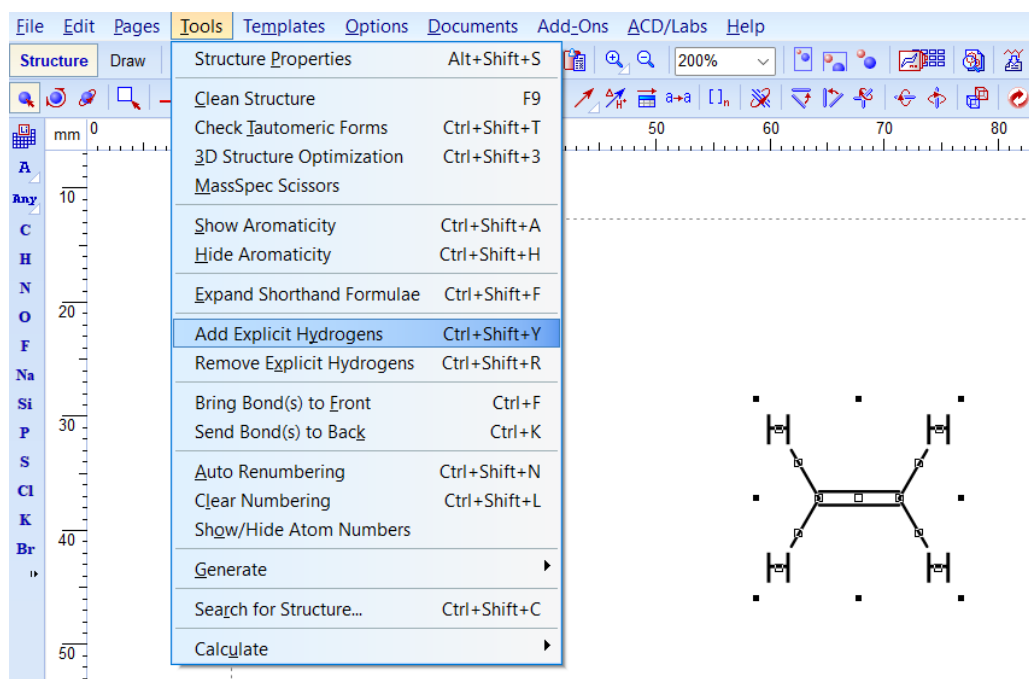 File Edit Pages Tools Templates Options Documents Add-Ons ACD/Labs Help
Structure Draw 200%
Structure Properties Alt+Shift+S
Clean Structure F9
Check Tautomeric Forms Ctrl+Shift+T
3D Structure Optimization Ctrl+Shift+3
MassSpec Scissors
Show Aromaticity Ctrl+Shift+A
Hide Aromaticity Ctrl+Shift+H
Expand Shorthand Formulae Ctrl+Shift+F
Add Explicit Hydrogens Ctrl+Shift+Y
Remove Explicit Hydrogens Ctrl+Shift+R
Bring Bond(s) to Front Ctrl+F
Send Bond(s) to Back Ctrl+K
Auto Renumbering Ctrl+Shift+N
Clear Numbering Ctrl+Shift+L
Show/Hide Atom Numbers
Generate
Search for Structure... Ctrl+Shift+C
Calculate
a→a []n
mm 0 50 60 70 80
10
20
30
40
50
A
Any
C
H
N
O
F
Na
Si
P
S
Cl
K
Br
H H
H H